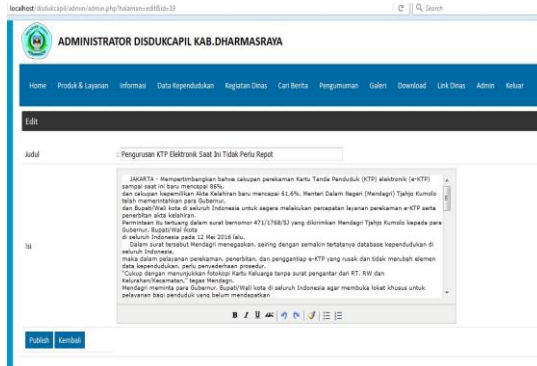 localhost/disdukcapil/admin/admin.php?halaman=edit&id=39
Search
ADMINISTRATOR DISDUKCAPIL KAB.DHARMASRAYA
Home Produk & Layanan Informasi Data Kependudukan Kegiatan Dinas Cari Berita Pengumuman Galeri Download Link Dinas Admin Keluar
Edit
Judul : Pengurusan KTP Elektronik Saat Ini Tidak Perlu Repot
JAKARTA - Mempertimbangkan bahwa cakupan perekaman Kartu Tanda Penduduk (KTP) elektronik (e-KTP)
sampai saat ini baru mencapai 86%.
dan cakupan kepemilikan Akta Kelahiran baru mencapai 61,6%, Menteri Dalam Negeri (Mendagri) Tjahjo Kumolo
telah memerintahkan para Gubernur.
dan Bupati/Wali kota di seluruh Indonesia untuk segera melakukan percepatan layanan perekaman e-KTP serta
penerbitan akta kelahiran.
Permintaan itu tertuang dalam surat bernomor 471/1768/SJ yang dikirimkan Mendagri Tjahjo Kumolo kepada para
Gubernur. Bupati/Wal ikota
di seluruh Indonesia pada 12 Mei 2016 lalu.
Dalam surat tersebut Mendagri menegaskan, seiring dengan semakin tertatanya database kependudukan di
seluruh Indonesia,
maka dalam pelayanan perekaman, penerbitan, dan penggantiap e-KTP yang rusak dan tidak merubah elemen
data kependudukan, perlu penyederhaan prosedur.
"Cukup dengan menunjukkan fotokopi Kartu Keluarga tanpa surat pengantar dari RT, RW dan
Kelurahan/Kecamatan," tegas Mendagri.
Mendagri meminta para Gubernur, Bupati/Wali kota di seluruh Indonesia agar membuka lokat khusus untuk
pelayanan bagi penduduk yang belum mendapatkan
Isi
B I U ABC
Publish Kembali